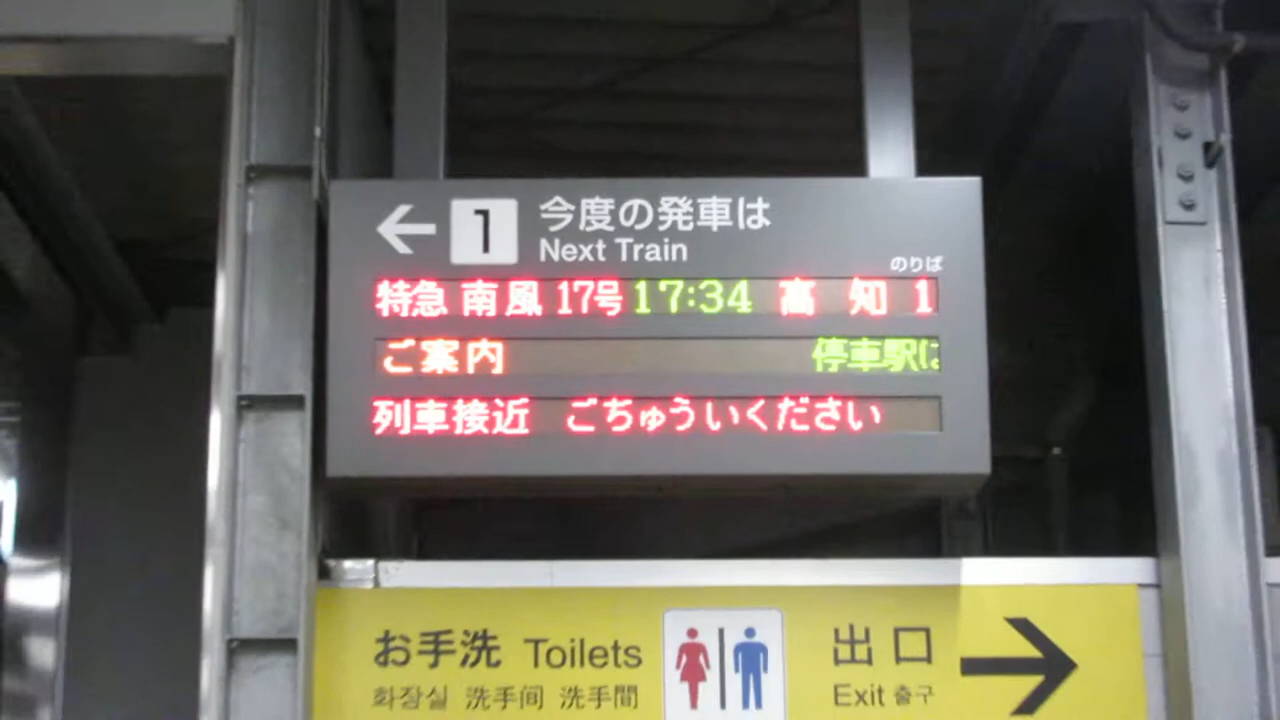 ← 1 今度の発車は
Next Train
のりば
特急 南風 17号 17:34 高知 1
ご案内 停車駅は
列車接近 ごちゅういください
お手洗 Toilets 出口 →
화장실 洗手间 洗手間 Exit 출구